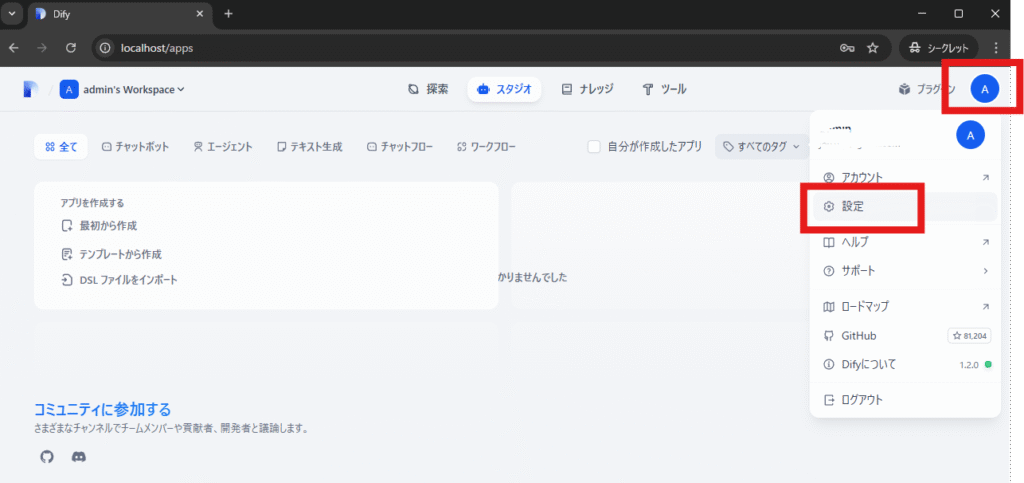 Dify
localhost/apps
シークレット
A admin's Workspace
探索
スタジオ
ナレッジ
ツール
プラグイン
A
全て
チャットボット
エージェント
テキスト生成
チャットフロー
ワークフロー
自分が作成したアプリ
すべてのタグ
A
アカウント
設定
ヘルプ
サポート
ロードマップ
GitHub 81,204
Difyについて 1.2.0
ログアウト
アプリを作成する
最初から作成
テンプレートから作成
DSL ファイルをインポート
かりませんでした
コミュニティに参加する
さまざまなチャンネルでチームメンバーや貢献者、開発者と議論します。